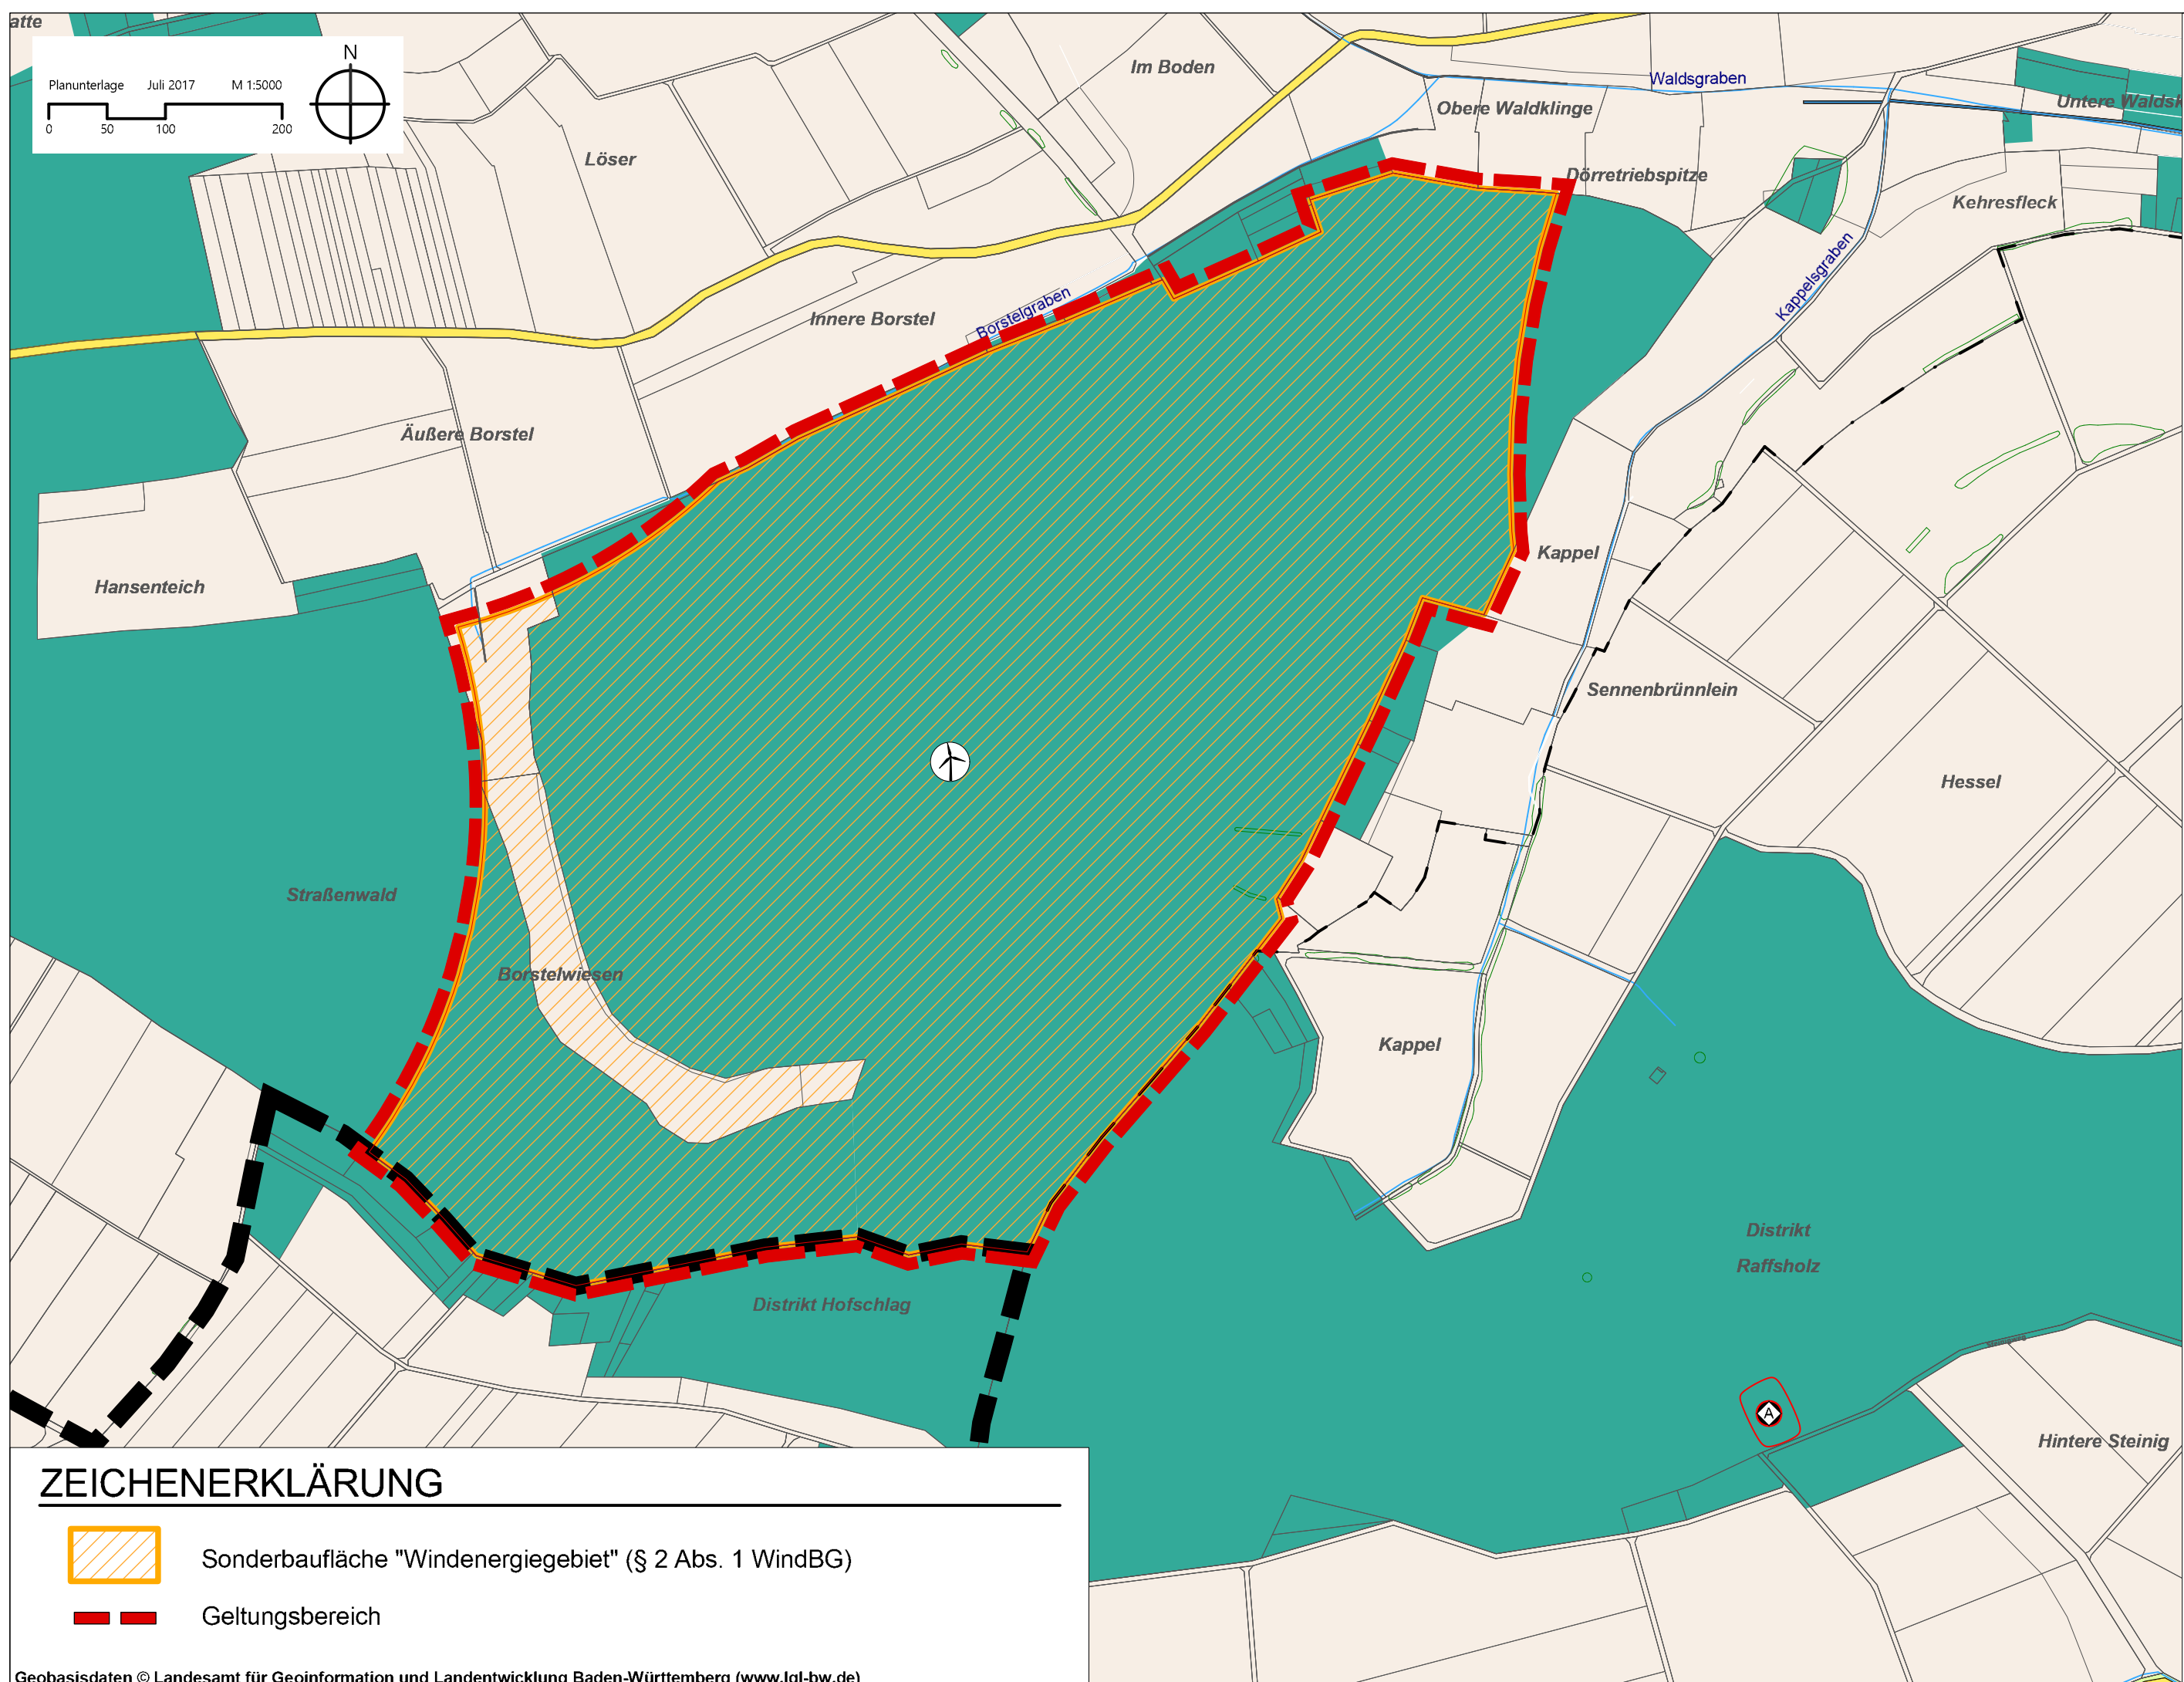 atte
Planunterlage Juli 2017 M 1:5000
N
0 50 100 200
Im Boden
Waldsgraben
Obere Waldklinge
Untere Waldsk
Löser
Dörretriebspitze
Kehresfleck
Kappelsgraben
Borstelgraben
Innere Borstel
Äußere Borstel
Kappel
Hansenteich
Sennenbrünnlein
Hessel
Straßenwald
Borstelwiesen
Kappel
Distrikt
Raffsholz
Distrikt Hofschlag
A
Hintere Steinig
ZEICHENERKLÄRUNG
Sonderbaufläche "Windenergiegebiet" (§ 2 Abs. 1 WindBG)
Geltungsbereich
Geobasisdaten © Landesamt für Geoinformation und Landentwicklung Baden-Württemberg (www.lgl-bw.de)